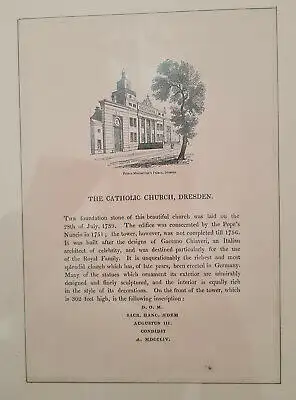 Prince Maximilian's Palace, Dresden
THE CATHOLIC CHURCH, DRESDEN.
THE foundation stone of this beautiful church was laid on the
28th of July, 1739. The edifice was consecrated by the Pope's
Nuncio in 1751; the tower, however, was not completed till 1756.
It was built after the designs of Gaetano Chiaveri, an Italian
architect of celebrity, and was destined particularly for the use
of the Royal Family. It is unquestionably the richest and most
splendid church which has, of late years, been erected in Germany.
Many of the statues which ornament its exterior are admirably
designed and finely sculptured, and the interior is equally rich
in the style of its decorations. On the front of the tower, which
is 302 feet high, is the following inscription:
D. O. M.
SACR. HANC. ÆDEM
AUGUSTUS III.
CONDIDIT
A. MDCCLIV.